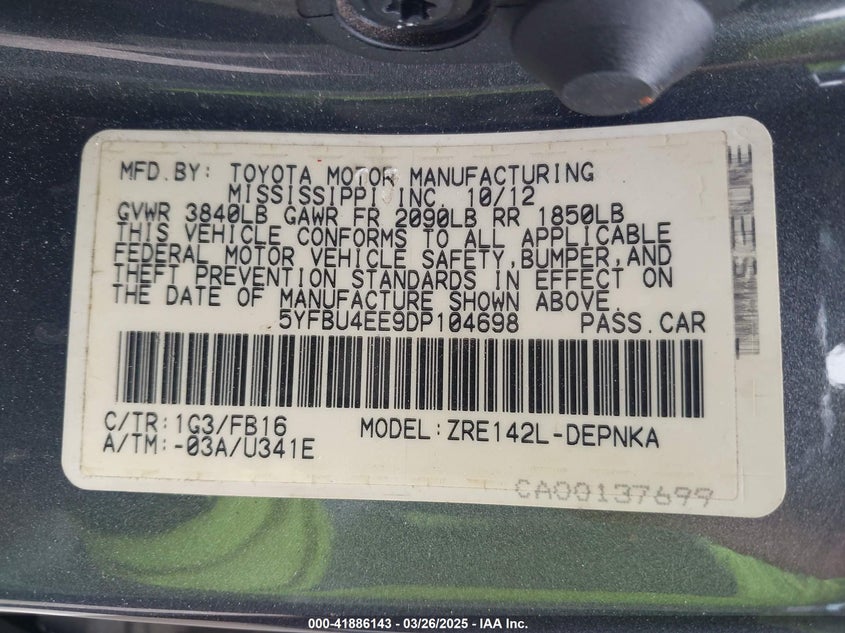 MFD.BY: TOYOTA MOTOR MANUFACTURING
MISSISSIPPI INC. 10/12
GVWR 3840LB GAWR FR 2090LB RR 1850LB
THIS VEHICLE CONFORMS TO ALL APPLICABLE
FEDERAL MOTOR VEHICLE SAFETY,BUMPER,AND
THEFT PREVENTION STANDARDS IN EFFECT ON
THE DATE OF MANUFACTURE SHOWN ABOVE.
5YFBU4EE9DP104698 PASS.CAR
C/TR:1G3/FB16 MODEL:ZRE142L-DEPNKA
A/TM:-03A/U341E
CA00137699
000-41886143 — 03/26/2025 — IAA Inc.